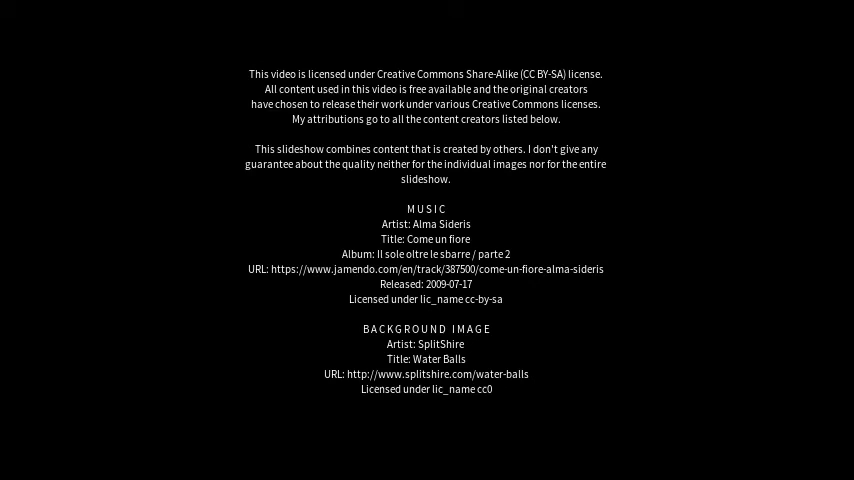 This video is licensed under Creative Commons Share-Alike (CC BY-SA) license.
All content used in this video is free available and the original creators
have chosen to release their work under various Creative Commons licenses.
My attributions go to all the content creators listed below.
This slideshow combines content that is created by others. I don't give any
guarantee about the quality neither for the individual images nor for the entire
slideshow.
MUSIC
Artist: Alma Sideris
Title: Come un fiore
Album: Il sole oltre le sbarre / parte 2
URL: https://www.jamendo.com/en/track/387500/come-un-fiore-alma-sideris
Released: 2009-07-17
Licensed under lic_name cc-by-sa
BACKGROUND IMAGE
Artist: SplitShire
Title: Water Balls
URL: http://www.splitshire.com/water-balls
Licensed under lic_name cc0